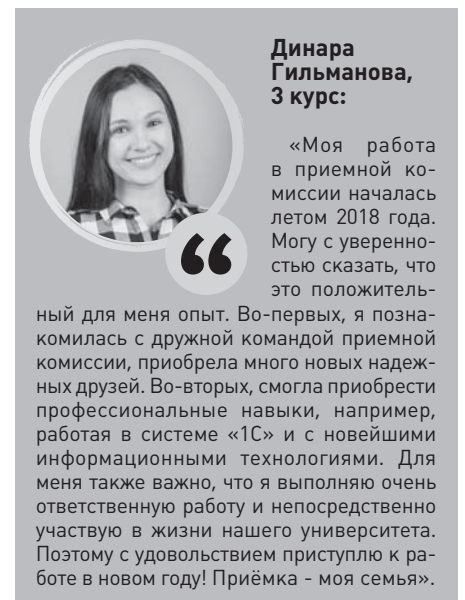 Динара
Гильманова,
3 курс:
«Моя работа
в приемной ко-
миссии началась
летом 2018 года.
Могу с уверенно-
стью сказать, что
это положитель-
ный для меня опыт. Во-первых, я позна-
комилась с дружной командой приемной
комиссии, приобрела много новых надеж-
ных друзей. Во-вторых, смогла приобрести
профессиональные навыки, например,
работая в системе «1С» и с новейшими
информационными технологиями. Для
меня также важно, что я выполняю очень
ответственную работу и непосредственно
участвую в жизни нашего университета.
Поэтому с удовольствием приступлю к ра-
боте в новом году! Приёмка - моя семья».